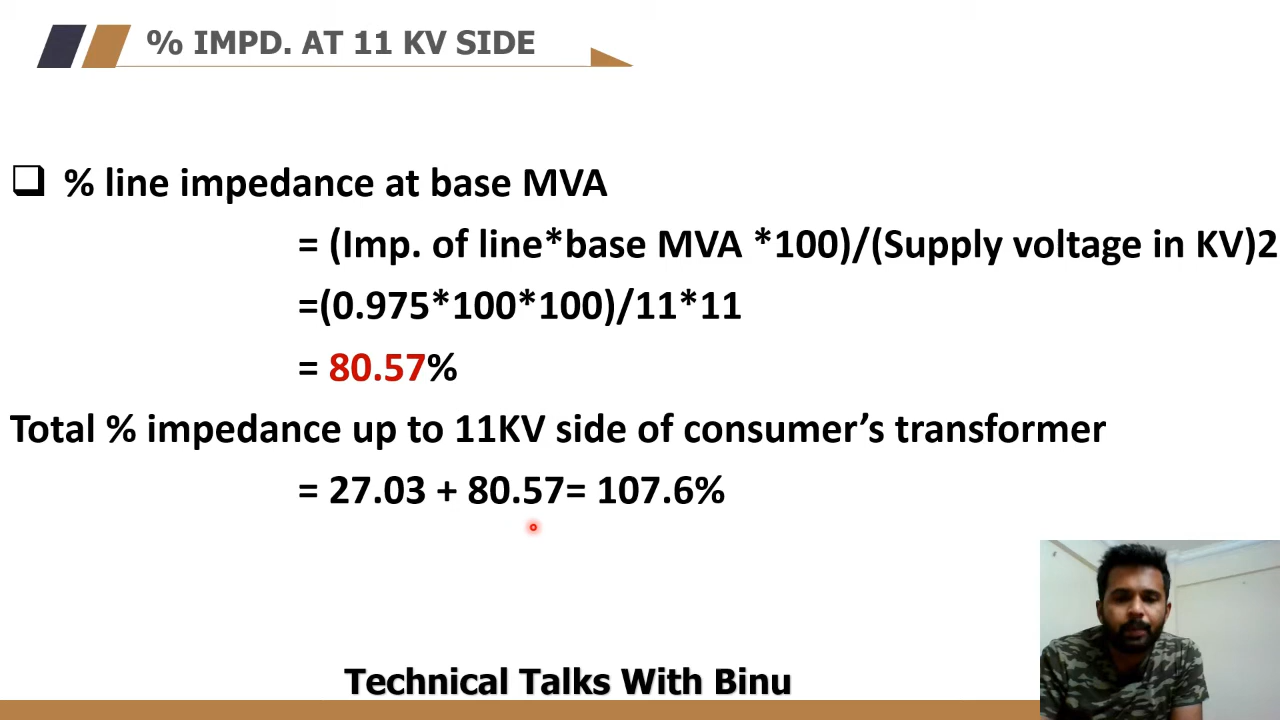 % IMPD. AT 11 KV SIDE
% line impedance at base MVA
= (Imp. of line*base MVA *100)/(Supply voltage in KV)2
=(0.975*100*100)/11*11
= 80.57%
Total % impedance up to 11KV side of consumer’s transformer
= 27.03 + 80.57= 107.6%
Technical Talks With Binu